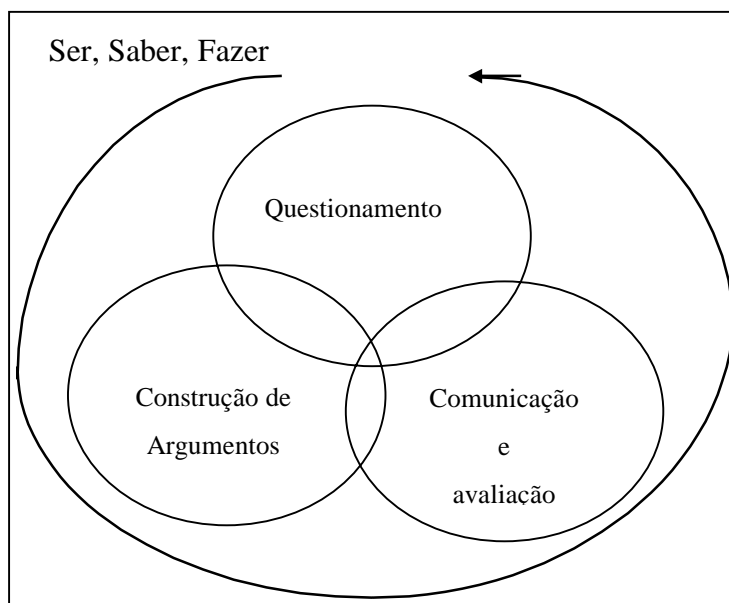 Ser, Saber, Fazer
Questionamento
Construção de
Argumentos
Comunicação
e
avaliação